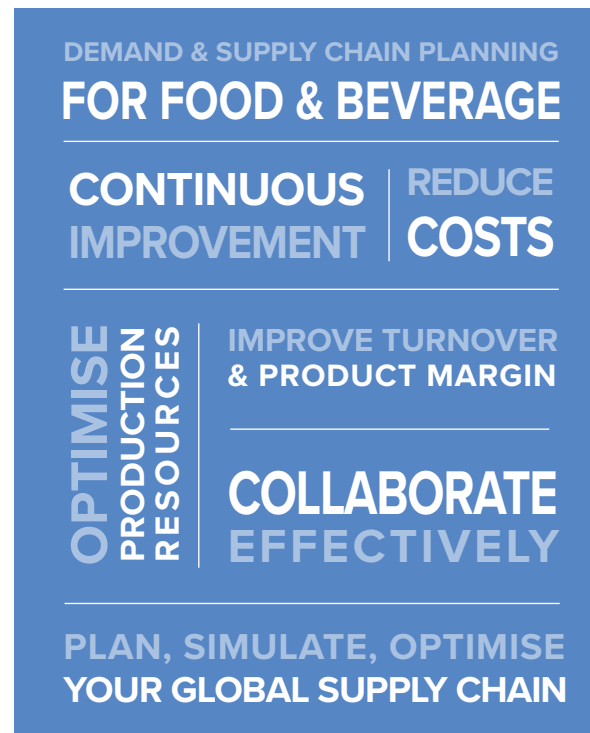 DEMAND & SUPPLY CHAIN PLANNING
FOR FOOD & BEVERAGE
CONTINUOUS
IMPROVEMENT
REDUCE
COSTS
OPTIMISE
PRODUCTION
RESOURCES
IMPROVE TURNOVER
& PRODUCT MARGIN
COLLABORATE
EFFECTIVELY
PLAN, SIMULATE, OPTIMISE
YOUR GLOBAL SUPPLY CHAIN